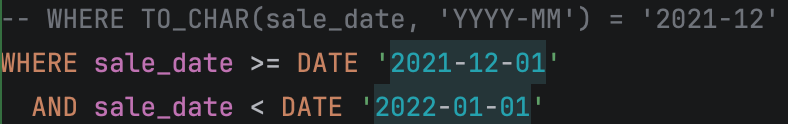 -- WHERE TO_CHAR(sale_date, 'YYYY-MM') = '2021-12'
WHERE sale_date >= DATE '2021-12-01'
  AND sale_date < DATE '2022-01-01'